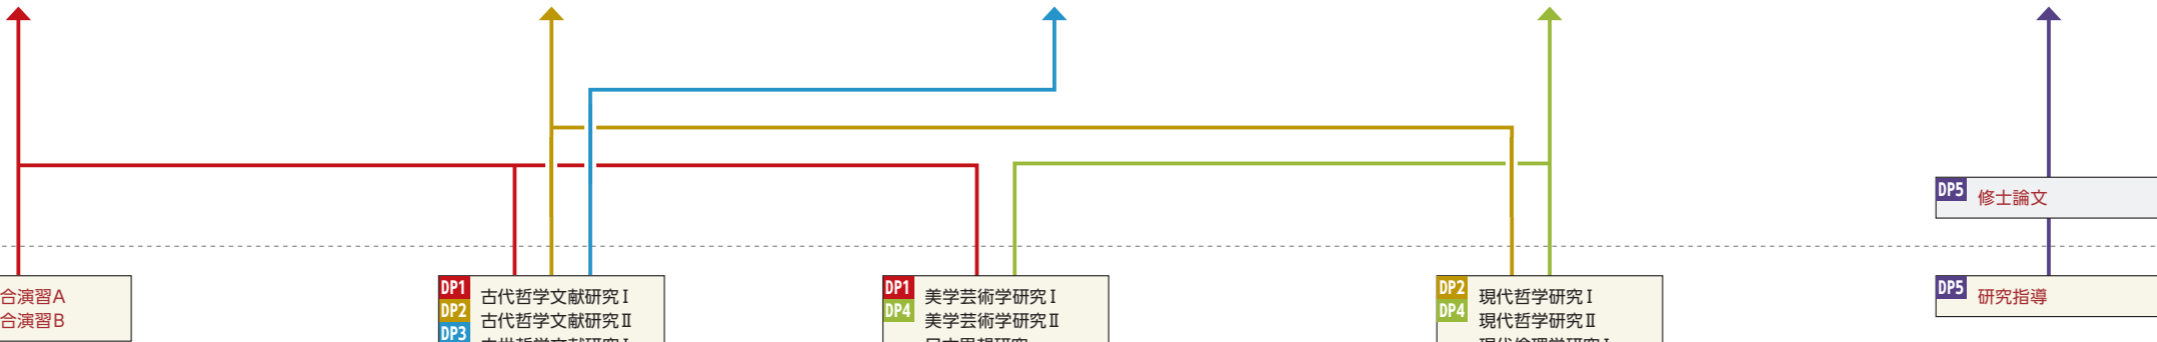 DP5 修士論文
合演習A
合演習B
DP1
DP2
DP3
古代哲学文献研究Ⅰ
古代哲学文献研究Ⅱ
DP1
DP4
美学芸術学研究Ⅰ
美学芸術学研究Ⅱ
DP2
DP4
現代哲学研究Ⅰ
現代哲学研究Ⅱ
DP5 研究指導